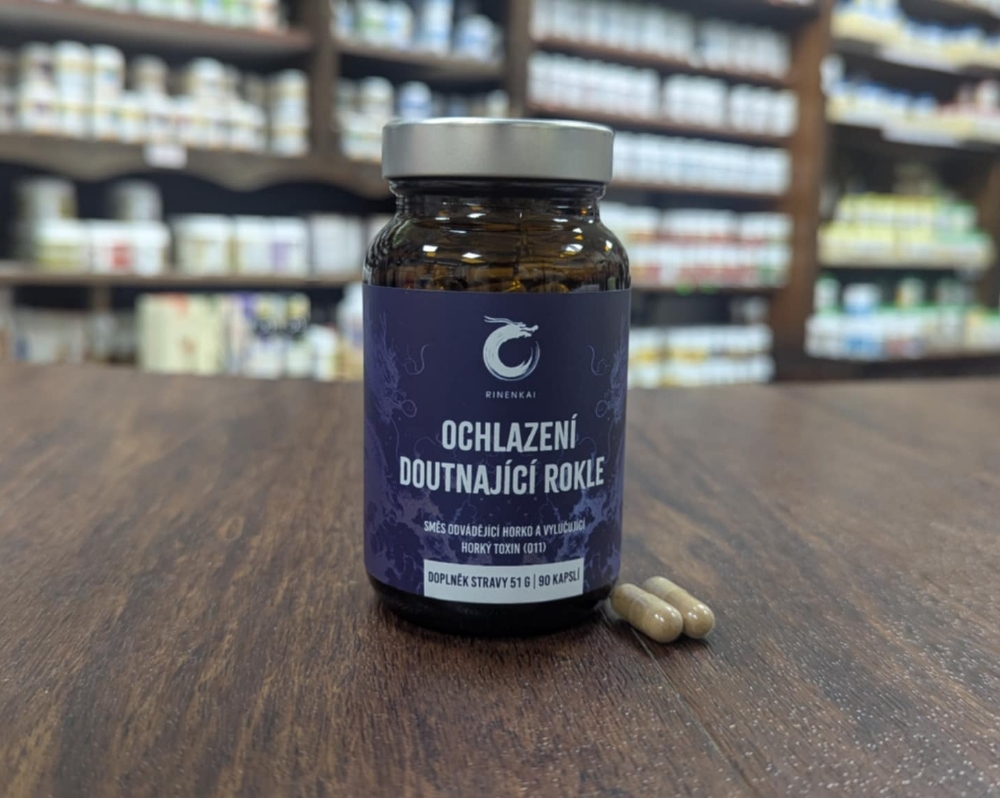 RINENKAI
OCHLAZENÍ
DOUTNAJÍCÍ ROKLE
SMĚS ODVÁDĚJÍCÍ HORKO A VYLUČUJÍCÍ
HORKÝ TOXIN (011)
DOPLNĚK STRAVY 51 G | 90 KAPSLÍ